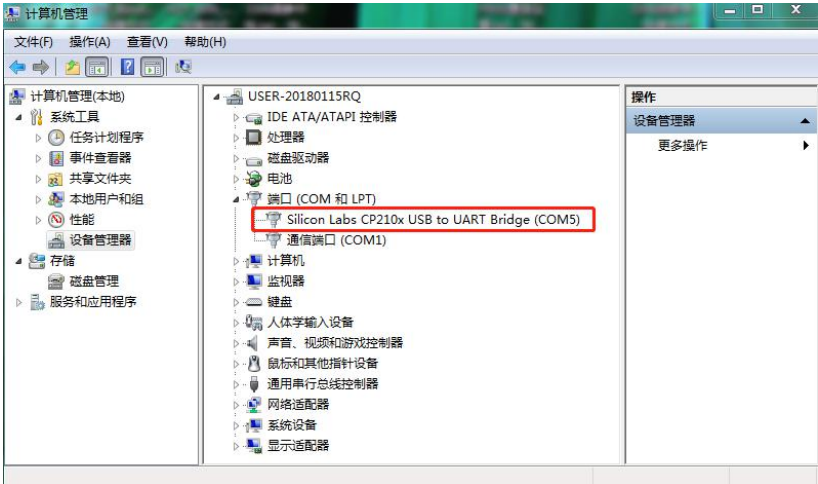 计算机管理
文件(F) 操作(A) 查看(V) 帮助(H)
计算机管理(本地)
系统工具
任务计划程序
事件查看器
共享文件夹
本地用户和组
性能
设备管理器
存储
磁盘管理
服务和应用程序
USER-20180115RQ
IDE ATA/ATAPI 控制器
处理器
磁盘驱动器
电池
端口 (COM 和 LPT)
Silicon Labs CP210x USB to UART Bridge (COM5)
通信端口 (COM1)
计算机
监视器
键盘
人体学输入设备
声音、视频和游戏控制器
鼠标和其他指针设备
通用串行总线控制器
网络适配器
系统设备
显示适配器
操作
设备管理器
更多操作